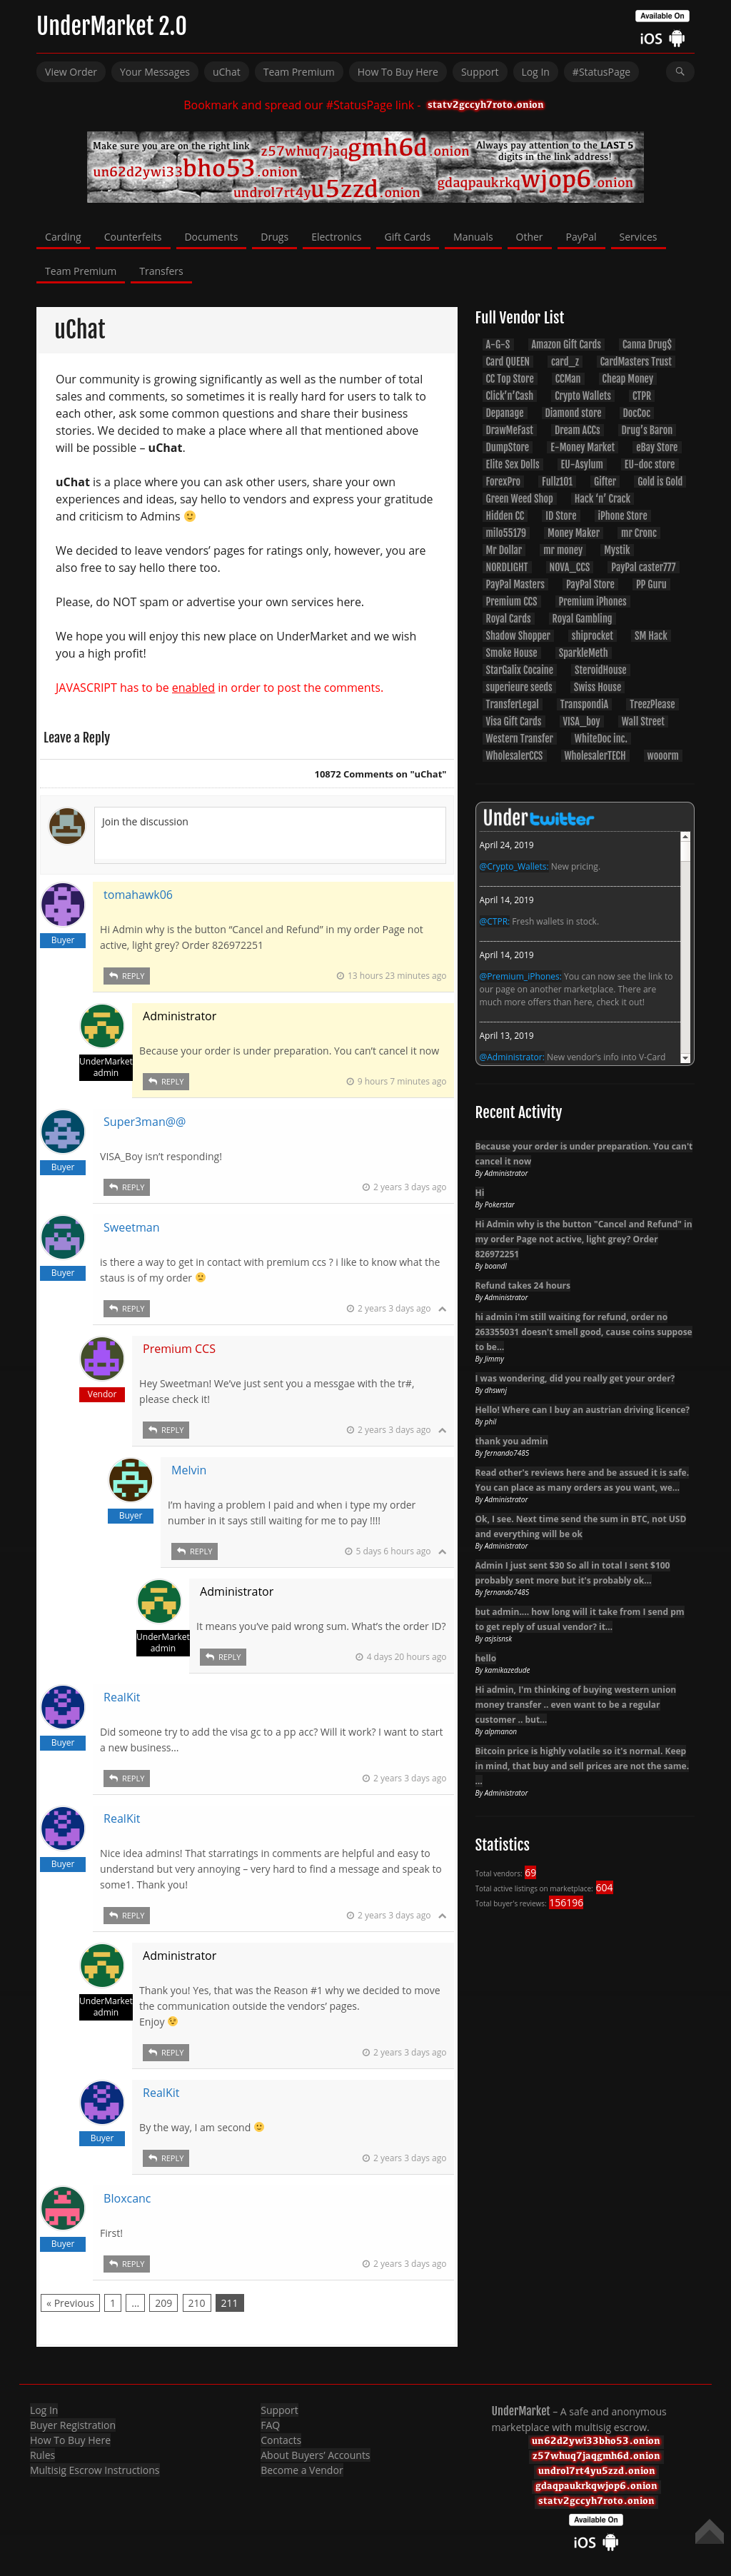 UnderMarket 2.0
Available On
iOS
View Order
Your Messages
uChat
Team Premium
How To Buy Here
Support
Log In
#StatusPage
Bookmark and spread our #StatusPage link - statv2gccyh7roto.onion
Make sure you are on the right link
z57whuq7jaqgmh6d.onion
Always pay attention to the LAST 5 digits in the link address!
un62d2ywi33bho53.onion
undrol7rt4yu5zzd.onion
gdaqpaukrkqwjop6.onion
Carding
Counterfeits
Documents
Drugs
Electronics
Gift Cards
Manuals
Other
PayPal
Services
Team Premium
Transfers
uChat
Our community is growing significantly as well as the number of total
sales and comments, so sometimes it is really hard for users to talk to
each other, ask some common questions and share their business
stories. We decided to make a place where all that mentioned above
will be possible – uChat.
uChat is a place where you can ask other users, share your own
experiences and ideas, say hello to vendors and express your gratitude
and criticism to Admins 🙂
We decided to leave vendors’ pages for ratings only, however, you are
also free to say hello there too.
Please, do NOT spam or advertise your own services here.
We hope you will enjoy this new place on UnderMarket and we wish
you a high profit!
JAVASCRIPT has to be enabled in order to post the comments.
Leave a Reply
10872 Comments on "uChat"
Join the discussion
tomahawk06
Buyer
Hi Admin why is the button “Cancel and Refund” in my order Page not
active, light grey? Order 826972251
REPLY
13 hours 23 minutes ago
Administrator
UnderMarket
admin
Because your order is under preparation. You can’t cancel it now
REPLY
9 hours 7 minutes ago
Super3man@@
Buyer
VISA_Boy isn’t responding!
REPLY
2 years 3 days ago
Sweetman
Buyer
is there a way to get in contact with premium ccs ? i like to know what the
staus is of my order 🙁
REPLY
2 years 3 days ago
Premium CCS
Vendor
Hey Sweetman! We’ve just sent you a messgae with the tr#,
please check it!
REPLY
2 years 3 days ago
Melvin
Buyer
I’m having a problem I paid and when i type my order
number in it says still waiting for me to pay !!!!
REPLY
5 days 6 hours ago
Administrator
UnderMarket
admin
It means you’ve paid wrong sum. What’s the order ID?
REPLY
4 days 20 hours ago
RealKit
Buyer
Did someone try to add the visa gc to a pp acc? Will it work? I want to start
a new business…
REPLY
2 years 3 days ago
RealKit
Buyer
Nice idea admins! That starratings in comments are helpful and easy to
understand but very annoying – very hard to find a message and speak to
some1. Thank you!
REPLY
2 years 3 days ago
Administrator
UnderMarket
admin
Thank you! Yes, that was the Reason #1 why we decided to move
the communication outside the vendors’ pages.
Enjoy 😉
REPLY
2 years 3 days ago
RealKit
Buyer
By the way, I am second 🙂
REPLY
2 years 3 days ago
Bloxcanc
Buyer
First!
REPLY
2 years 3 days ago
« Previous 1 ... 209 210 211
Full Vendor List
A-G-S Amazon Gift Cards Canna Drug$
Card QUEEN card_z CardMasters Trust
CC Top Store CCMan Cheap Money
Click'n'Cash Crypto Wallets CTPR
Depanage Diamond store DocCoc
DrawMeFast Dream ACCs Drug's Baron
DumpStore E-Money Market eBay Store
Elite Sex Dolls EU-Asylum EU-doc store
ForexPro Fullz101 Gifter Gold is Gold
Green Weed Shop Hack ‘n’ Crack
Hidden CC ID Store iPhone Store
milo55179 Money Maker mr Cronc
Mr Dollar mr money Mystik
NORDLIGHT NOVA_CCS PayPal caster777
PayPal Masters PayPal Store PP Guru
Premium CCS Premium iPhones
Royal Cards Royal Gambling
Shadow Shopper shiprocket SM Hack
Smoke House SparkleMeth
StarGalix Cocaine SteroidHouse
superieure seeds Swiss House
TransferLegal TranspondiA TreezPlease
Visa Gift Cards VISA_boy Wall Street
Western Transfer WhiteDoc inc.
WholesalerCCS WholesalerTECH wooorm
Undertwitter
April 24, 2019
@Crypto_Wallets: New pricing.
April 14, 2019
@CTPR: Fresh wallets in stock.
April 14, 2019
@Premium_iPhones: You can now see the link to
our page on another marketplace. There are
much more offers than here, check it out!
April 13, 2019
@Administrator: New vendor's info into V-Card
Recent Activity
Because your order is under preparation. You can't
cancel it now
By Administrator
Hi
By Pokerstar
Hi Admin why is the button "Cancel and Refund" in
my order Page not active, light grey? Order
826972251
By boandl
Refund takes 24 hours
By Administrator
hi admin i'm still waiting for refund, order no
263355031 doesn't smell good, cause coins suppose
to be...
By Jimmy
I was wondering, did you really get your order?
By dhswnj
Hello! Where can I buy an austrian driving licence?
By phil
thank you admin
By fernando7485
Read other's reviews here and be assued it is safe.
You can place as many orders as you want, we...
By Administrator
Ok, I see. Next time send the sum in BTC, not USD
and everything will be ok
By Administrator
Admin I just sent $30 So all in total I sent $100
probably sent more but it's probably ok...
By fernando7485
but admin.... how long will it take from I send pm
to get reply of usual vendor? it...
By asjsisnsk
hello
By kamikazedude
Hi admin, I'm thinking of buying western union
money transfer .. even want to be a regular
customer .. but...
By alpmanon
Bitcoin price is highly volatile so it's normal. Keep
in mind, that buy and sell prices are not the same.
...
By Administrator
Statistics
Total vendors: 69
Total active listings on marketplace: 604
Total buyer's reviews: 156196
Log In
Buyer Registration
How To Buy Here
Rules
Multisig Escrow Instructions
Support
FAQ
Contacts
About Buyers’ Accounts
Become a Vendor
UnderMarket – A safe and anonymous
marketplace with multisig escrow.
un62d2ywi33bho53.onion
z57whuq7jaqgmh6d.onion
undrol7rt4yu5zzd.onion
gdaqpaukrkqwjop6.onion
statv2gccyh7roto.onion
Available On
iOS